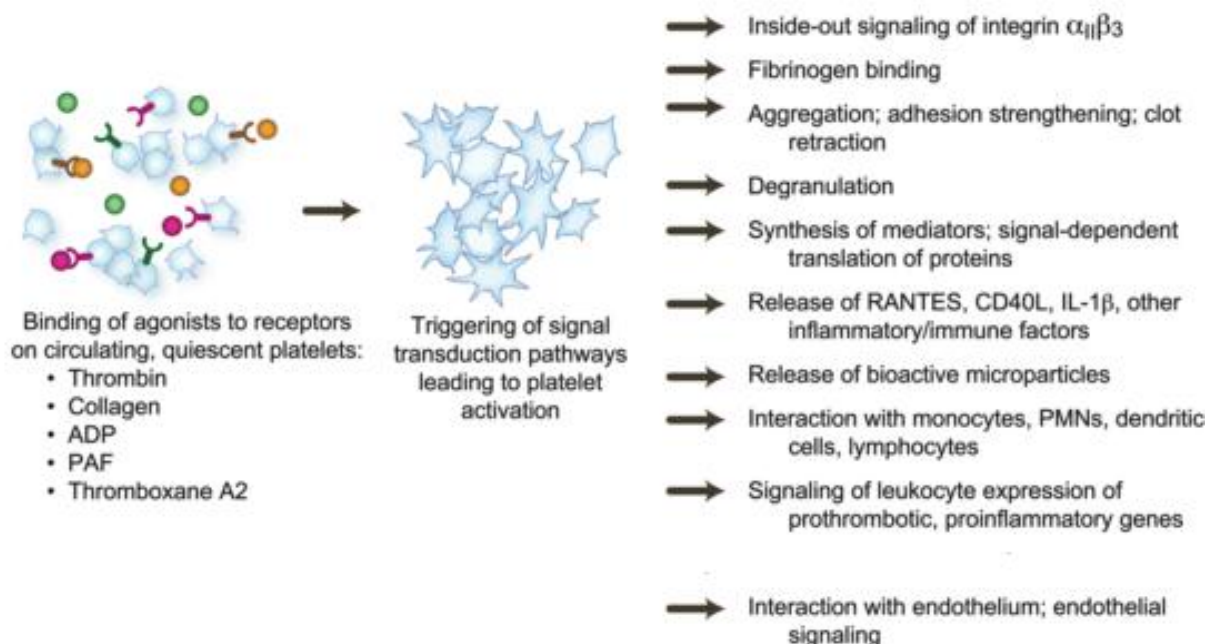 Binding of agonists to receptors
on circulating, quiescent platelets:
• Thrombin
• Collagen
• ADP
• PAF
• Thromboxane A2
Triggering of signal
transduction pathways
leading to platelet
activation
Inside-out signaling of integrin αIIβ3
Fibrinogen binding
Aggregation; adhesion strengthening; clot
retraction
Degranulation
Synthesis of mediators; signal-dependent
translation of proteins
Release of RANTES, CD40L, IL-1β, other
inflammatory/immune factors
Release of bioactive microparticles
Interaction with monocytes, PMNs, dendritic
cells, lymphocytes
Signaling of leukocyte expression of
prothrombotic, proinflammatory genes
Interaction with endothelium; endothelial
signaling